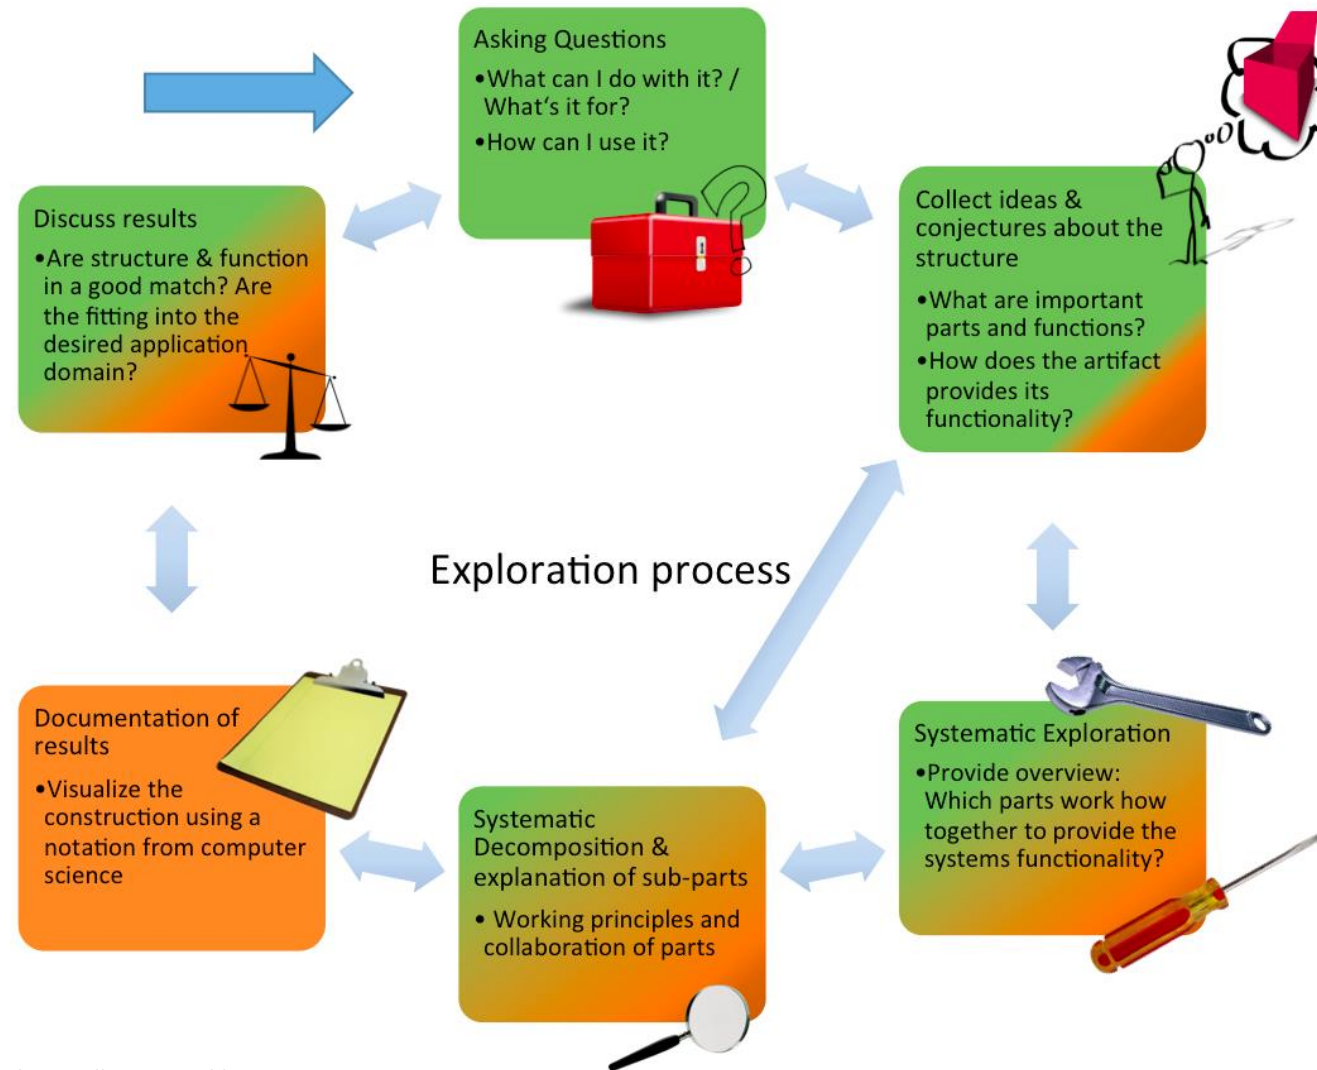 Asking Questions
•What can I do with it? /
What‘s it for?
•How can I use it?
Collect ideas &
conjectures about the
structure
•What are important
parts and functions?
•How does the artifact
provides its
functionality?
Systematic Exploration
•Provide overview:
Which parts work how
together to provide the
systems functionality?
Systematic
Decomposition &
explanation of sub-parts
• Working principles and
collaboration of parts
Documentation of
results
•Visualize the
construction using a
notation from computer
science
Discuss results
•Are structure & function
in a good match? Are
the fitting into the
desired application
domain?
Exploration process